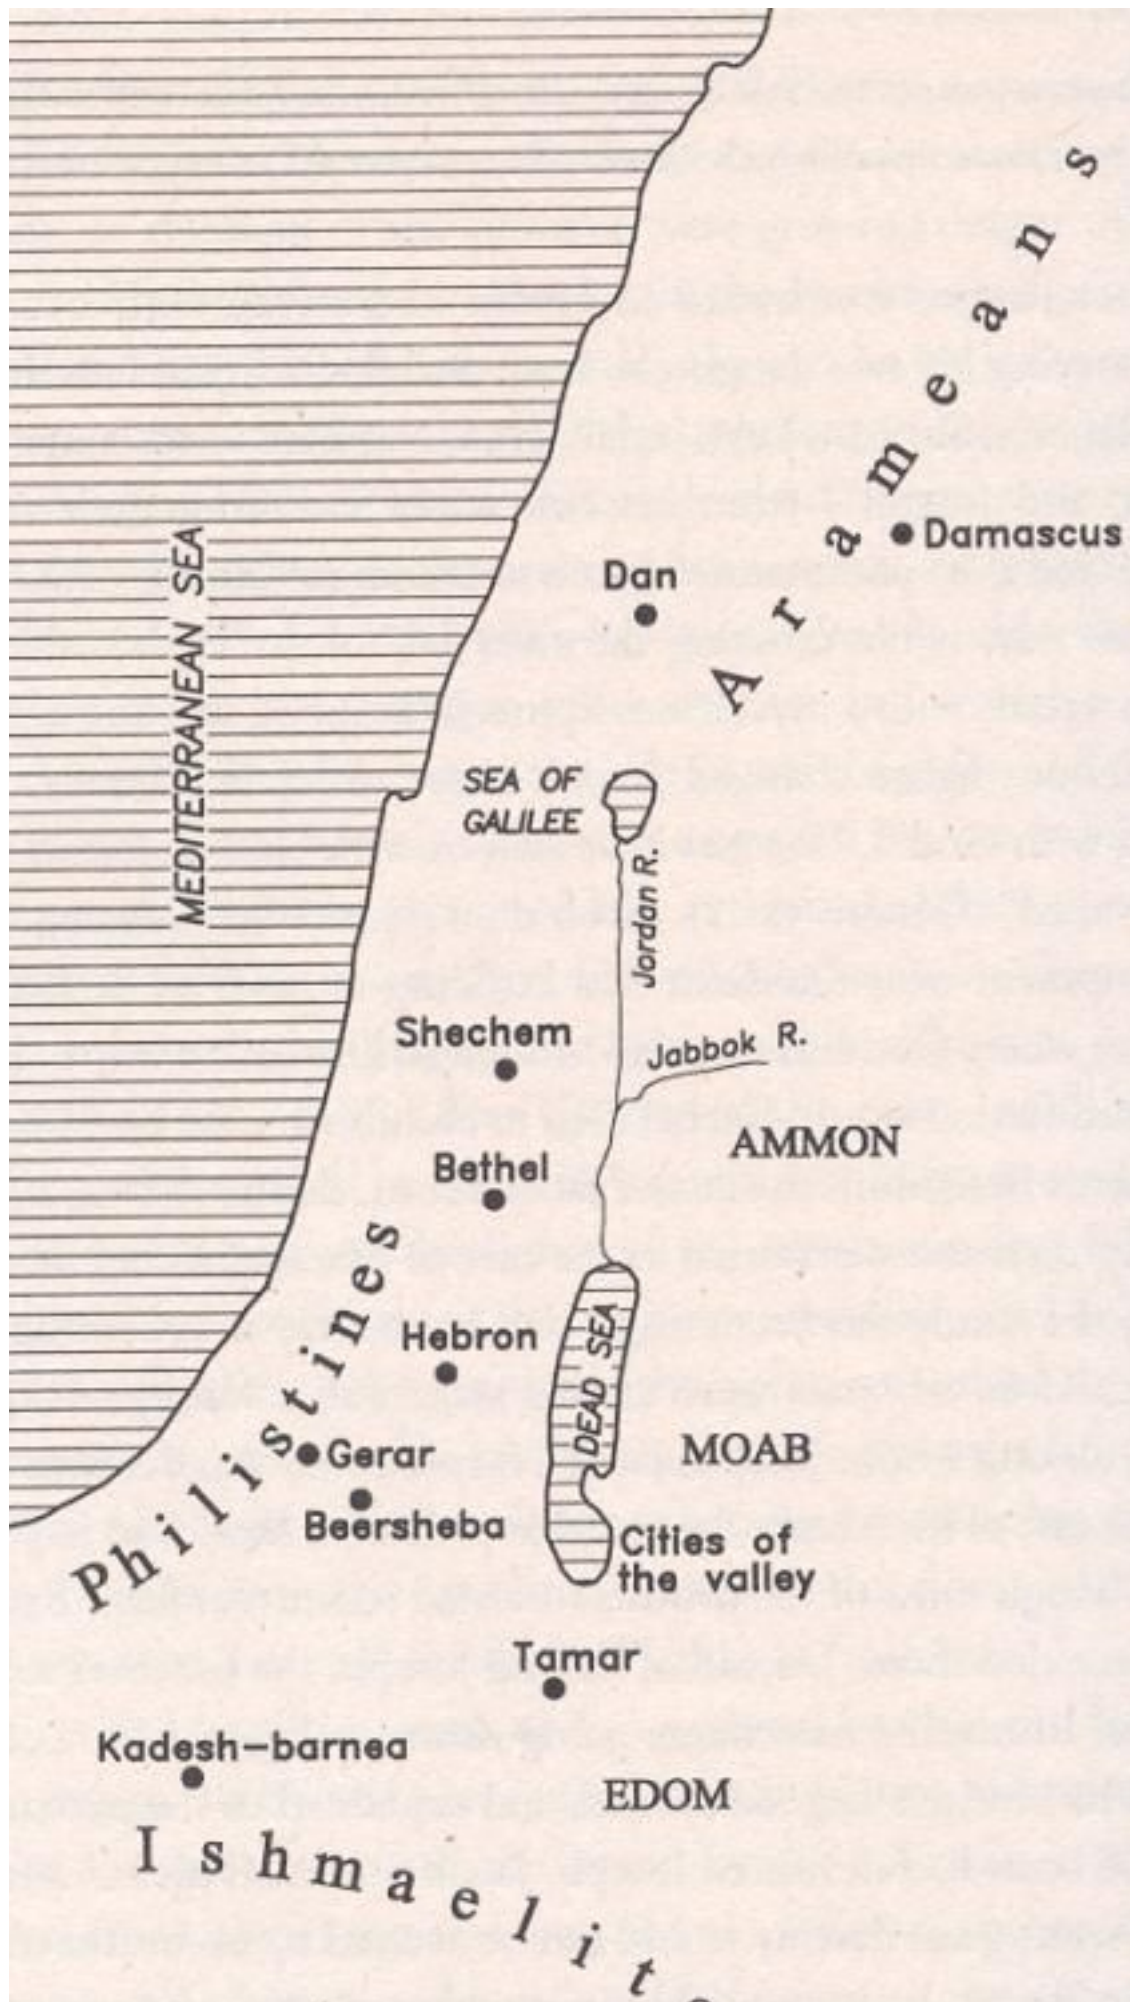 Arameans
Damascus
Dan
MEDITERRANEAN SEA
SEA OF
GALILEE
Jordan R.
Shechem
Jabbok R.
AMMON
Bethel
Philistines
Hebron
DEAD SEA
MOAB
Gerar
Beersheba
Cities of
the valley
Tamar
Kadesh-barnea
EDOM
Ishmaelite